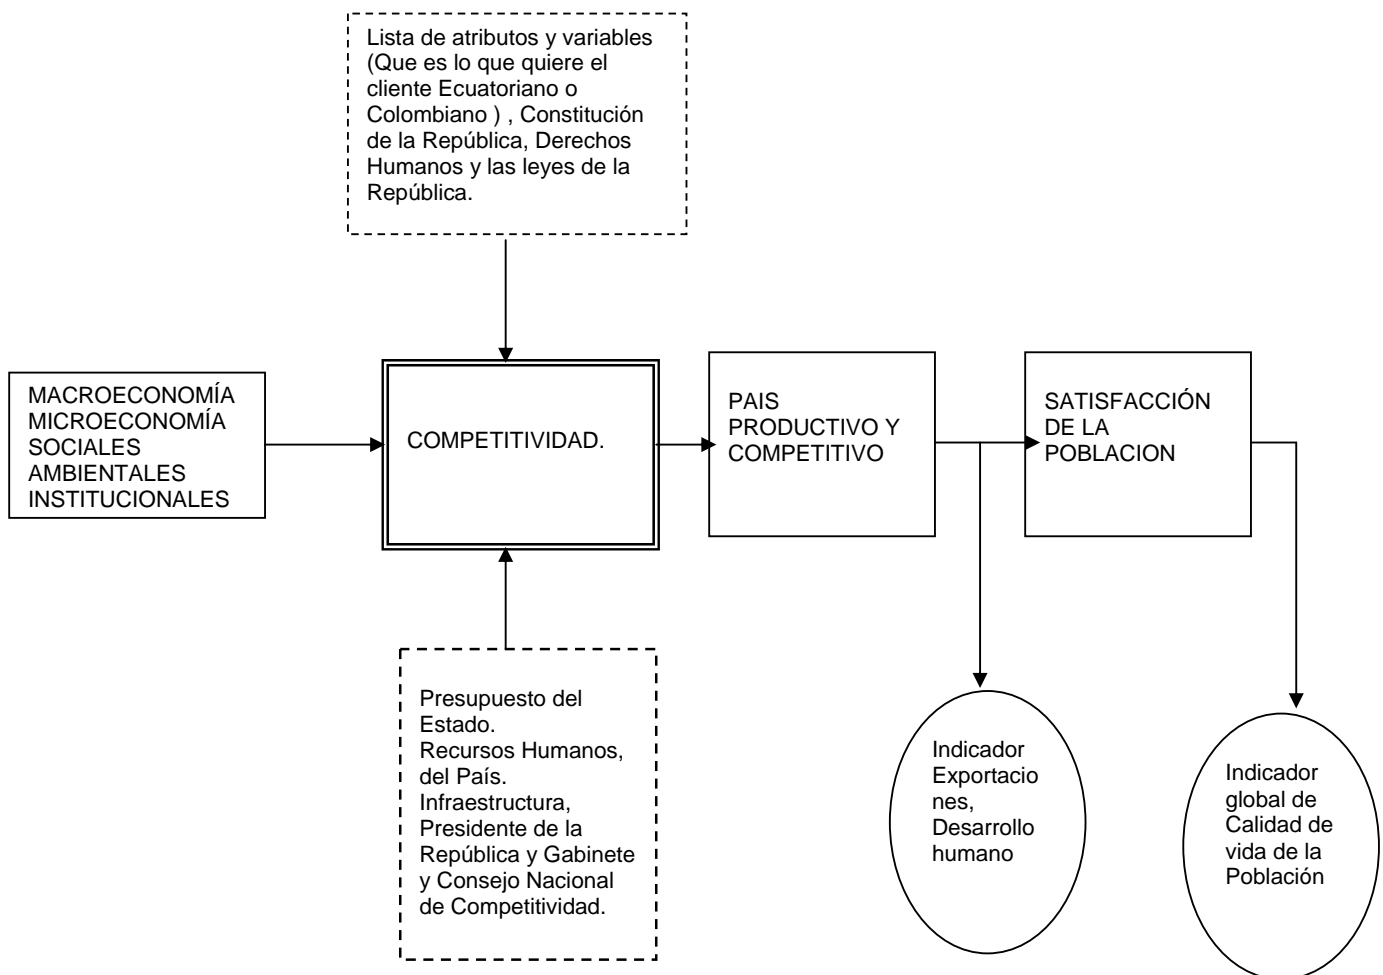 Lista de atributos y variables
(Que es lo que quiere el
cliente Ecuatoriano o
Colombiano ) , Constitución
de la República, Derechos
Humanos y las leyes de la
República.
MACROECONOMÍA
MICROECONOMÍA
SOCIALES
AMBIENTALES
INSTITUCIONALES
COMPETITIVIDAD.
PAIS
PRODUCTIVO Y
COMPETITIVO
SATISFACCIÓN
DE LA
POBLACION
Presupuesto del
Estado.
Recursos Humanos,
del País.
Infraestructura,
Presidente de la
República y Gabinete
y Consejo Nacional
de Competitividad.
Indicador
Exportacio
nes,
Desarrollo
humano
Indicador
global de
Calidad de
vida de la
Población